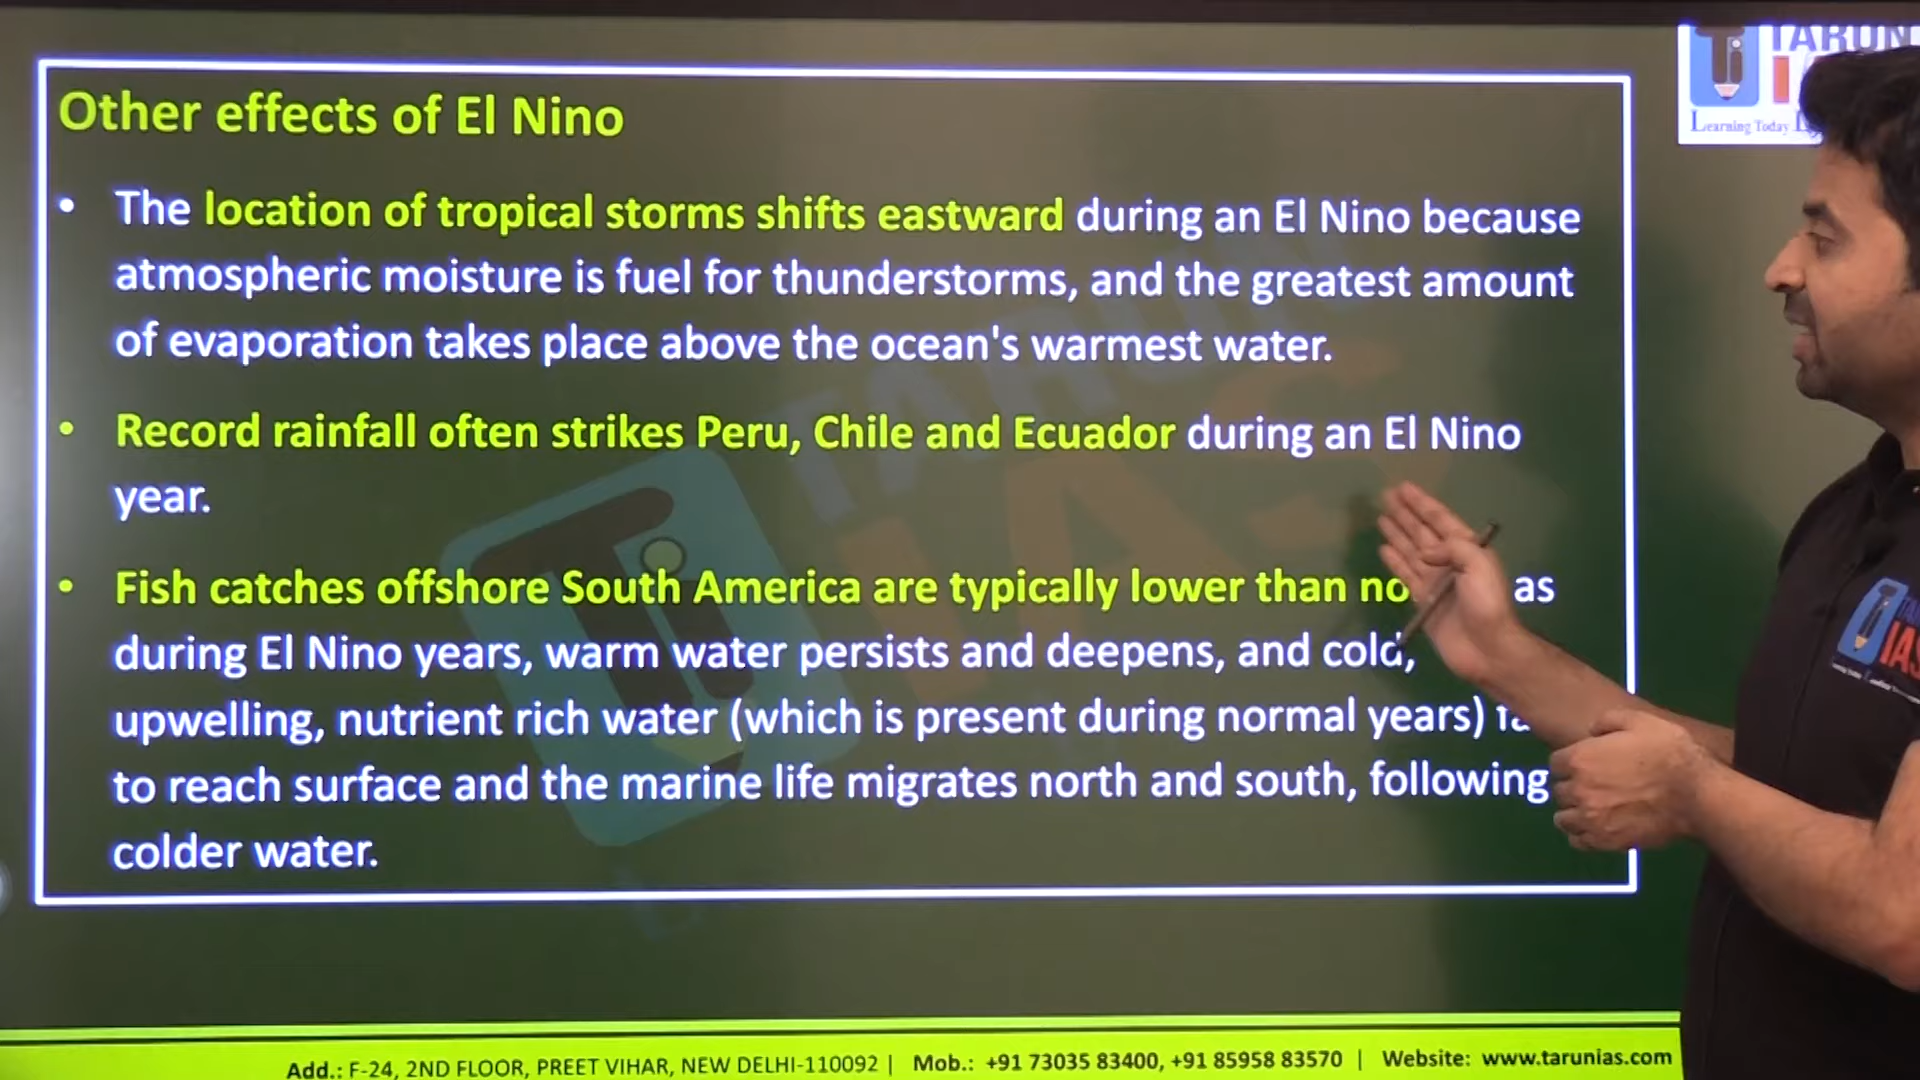 TARUN
Learning Today
Other effects of El Nino
• The location of tropical storms shifts eastward during an El Nino because
atmospheric moisture is fuel for thunderstorms, and the greatest amount
of evaporation takes place above the ocean's warmest water.
• Record rainfall often strikes Peru, Chile and Ecuador during an El Nino
year.
• Fish catches offshore South America are typically lower than as
during El Nino years, warm water persists and deepens, and cold,
upwelling, nutrient rich water (which is present during normal years)
to reach surface and the marine life migrates north and south, following
colder water.
TARUN
IAS
IAS
Add.: F-24, 2ND FLOOR, PREET VIHAR, NEW DELHI-110092 | Mob.: +91 73035 83400, +91 85958 83570 | Website: www.tarunias.com